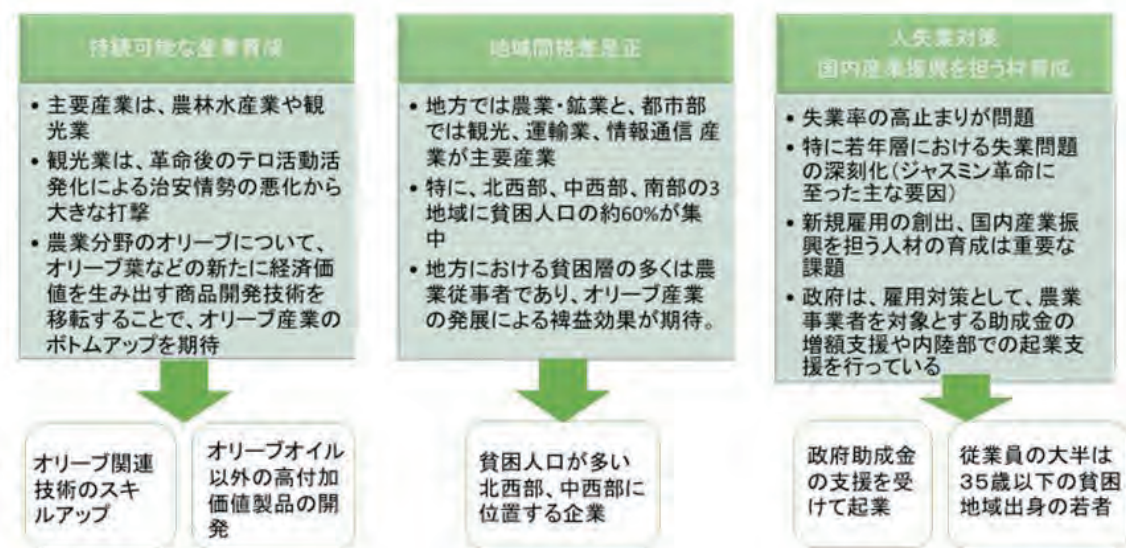 持続可能な産業育成
• 主要産業は、農林水産業や観
光業
• 観光業は、革命後のテロ活動活
発化による治安情勢の悪化から
大きな打撃
• 農業分野のオリーブについて、
オリーブ葉などの新たに経済価
値を生み出す商品開発技術を
移転することで、オリーブ産業の
ボトムアップを期待
オリーブ関連
技術のスキ
ルアップ
オリーブオイル
以外の高付加
価値製品の開
発
地域間格差是正
• 地方では農業・鉱業と、都市部
では観光、運輸業、情報通信 産
業が主要産業
• 特に、北西部、中西部、南部の3
地域に貧困人口の約60%が集
中
• 地方における貧困層の多くは農
業従事者であり、オリーブ産業
の発展による裨益効果が期待。
貧困人口が多い
北西部、中西部に
位置する企業
人失業対策
国内産業振興を担う材育成
• 失業率の高止まりが問題
• 特に若年層における失業問題
の深刻化(ジャスミン革命に
至った主な要因)
• 新規雇用の創出、国内産業振
興を担う人材の育成は重要な
課題
• 政府は、雇用対策として、農業
事業者を対象とする助成金の
増額支援や内陸部での起業支
援を行っている
政府助成金
の支援を受
けて起業
従業員の大半は
35歳以下の貧困
地域出身の若者